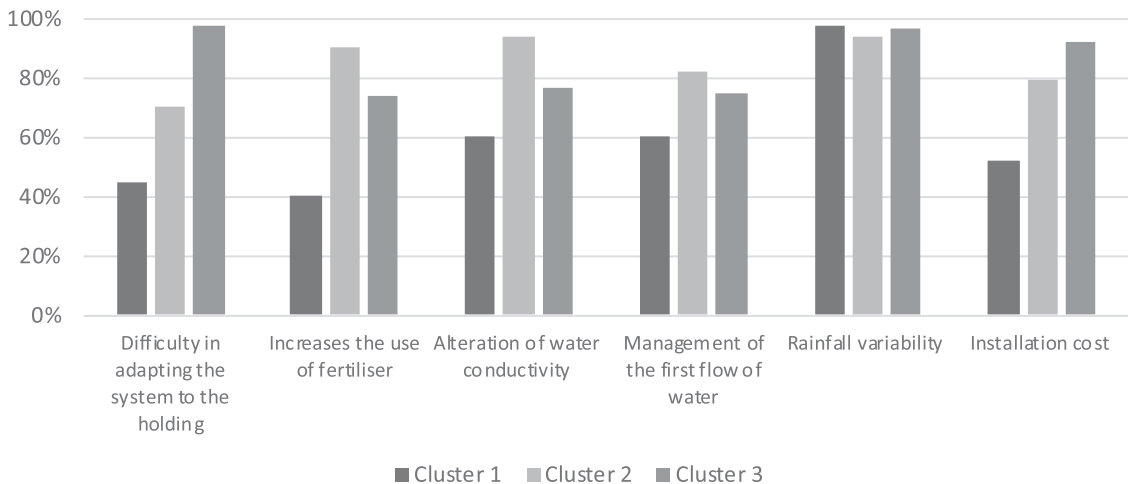 100%
80%
60%
40%
20%
0%
Difficulty in
adapting the
system to the
holding
Increases the use
of fertiliser
Alteration of water
conductivity
Management of
the first flow of
water
Rainfall variability
Installation cost
Cluster 1 Cluster 2 Cluster 3